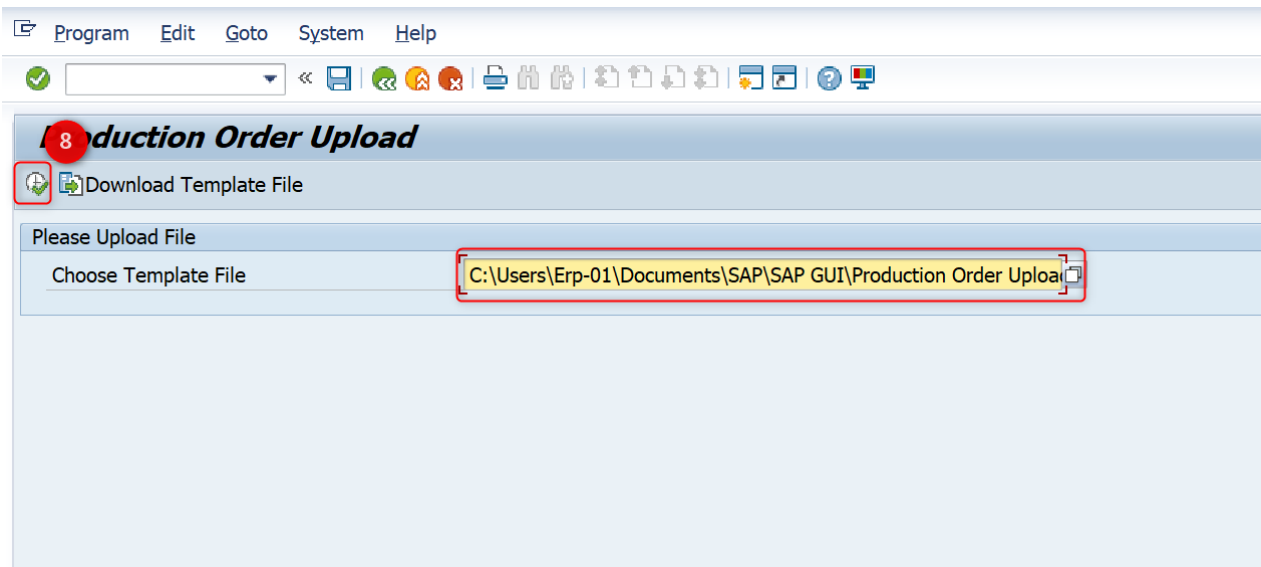 Program Edit Goto System Help
8
Production Order Upload
Download Template File
Please Upload File
Choose Template File C:\Users\Erp-01\Documents\SAP\SAP GUI\Production Order Upload